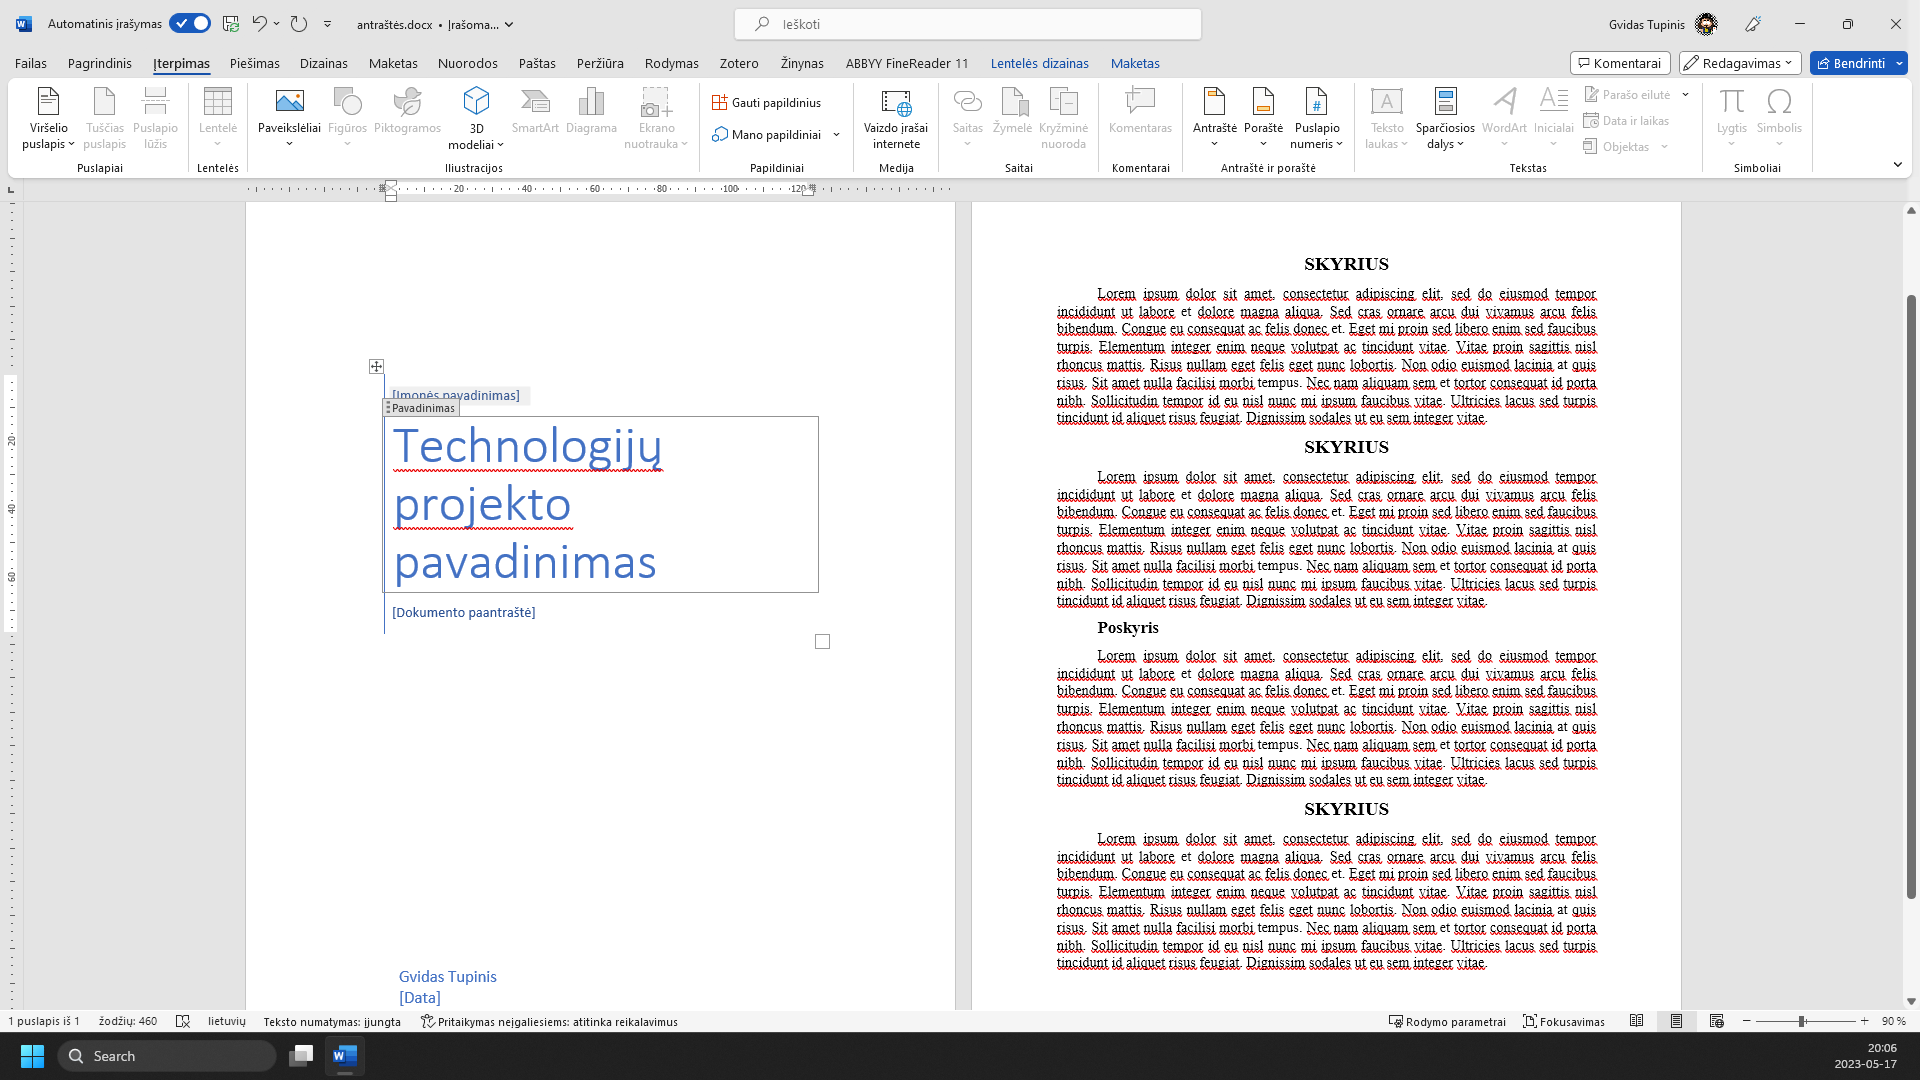 Automatinis įrašymas
antraštės.docx • Įrašoma...
Ieškoti
Gvidas Tupinis
Failas Pagrindinis Įterpimas Piešimas Dizainas Maketas Nuorodos Paštas Peržiūra Rodymas Zotero Žinynas ABBYY FineReader 11 Lentelės dizainas Maketas
Komentarai Redagavimas Bendrinti
Viršelio puslapis
Tuščias puslapis
Puslapio lūžis
Puslapiai
Lentelė
Lentelės
Paveikslėliai
Figūros
Piktogramos
3D modeliai
SmartArt
Diagrama
Ekrano nuotrauka
Iliustracijos
Gauti papildinius
Mano papildiniai
Papildiniai
Vaizdo įrašai internete
Medija
Saitas
Žymelė
Kryžminė nuoroda
Saitai
Komentaras
Komentarai
Antraštė
Poraštė
Puslapio numeris
Antraštė ir poraštė
Teksto laukas
Sparčiosios dalys
WordArt
Inicialai
Parašo eilutė
Data ir laikas
Objektas
Tekstas
Lygtis
Simbolis
Simboliai
20 40 60 80 100 120
20
40
60
[Įmonės pavadinimas]
Pavadinimas
Technologijų
projekto
pavadinimas
[Dokumento paantraštė]
Gvidas Tupinis
[Data]
SKYRIUS
Lorem ipsum dolor sit amet, consectetur adipiscing elit, sed do eiusmod tempor
incididunt ut labore et dolore magna aliqua. Sed cras ornare arcu dui vivamus arcu felis
bibendum. Congue eu consequat ac felis donec et. Eget mi proin sed libero enim sed faucibus
turpis. Elementum integer enim neque volutpat ac tincidunt vitae. Vitae proin sagittis nisl
rhoncus mattis. Risus nullam eget felis eget nunc lobortis. Non odio euismod lacinia at quis
risus. Sit amet nulla facilisi morbi tempus. Nec nam aliquam sem et tortor consequat id porta
nibh. Sollicitudin tempor id eu nisl nunc mi ipsum faucibus vitae. Ultricies lacus sed turpis
tincidunt id aliquet risus feugiat. Dignissim sodales ut eu sem integer vitae.
SKYRIUS
Lorem ipsum dolor sit amet, consectetur adipiscing elit, sed do eiusmod tempor
incididunt ut labore et dolore magna aliqua. Sed cras ornare arcu dui vivamus arcu felis
bibendum. Congue eu consequat ac felis donec et. Eget mi proin sed libero enim sed faucibus
turpis. Elementum integer enim neque volutpat ac tincidunt vitae. Vitae proin sagittis nisl
rhoncus mattis. Risus nullam eget felis eget nunc lobortis. Non odio euismod lacinia at quis
risus. Sit amet nulla facilisi morbi tempus. Nec nam aliquam sem et tortor consequat id porta
nibh. Sollicitudin tempor id eu nisl nunc mi ipsum faucibus vitae. Ultricies lacus sed turpis
tincidunt id aliquet risus feugiat. Dignissim sodales ut eu sem integer vitae.
Poskyris
Lorem ipsum dolor sit amet, consectetur adipiscing elit, sed do eiusmod tempor
incididunt ut labore et dolore magna aliqua. Sed cras ornare arcu dui vivamus arcu felis
bibendum. Congue eu consequat ac felis donec et. Eget mi proin sed libero enim sed faucibus
turpis. Elementum integer enim neque volutpat ac tincidunt vitae. Vitae proin sagittis nisl
rhoncus mattis. Risus nullam eget felis eget nunc lobortis. Non odio euismod lacinia at quis
risus. Sit amet nulla facilisi morbi tempus. Nec nam aliquam sem et tortor consequat id porta
nibh. Sollicitudin tempor id eu nisl nunc mi ipsum faucibus vitae. Ultricies lacus sed turpis
tincidunt id aliquet risus feugiat. Dignissim sodales ut eu sem integer vitae.
SKYRIUS
Lorem ipsum dolor sit amet, consectetur adipiscing elit, sed do eiusmod tempor
incididunt ut labore et dolore magna aliqua. Sed cras ornare arcu dui vivamus arcu felis
bibendum. Congue eu consequat ac felis donec et. Eget mi proin sed libero enim sed faucibus
turpis. Elementum integer enim neque volutpat ac tincidunt vitae. Vitae proin sagittis nisl
rhoncus mattis. Risus nullam eget felis eget nunc lobortis. Non odio euismod lacinia at quis
risus. Sit amet nulla facilisi morbi tempus. Nec nam aliquam sem et tortor consequat id porta
nibh. Sollicitudin tempor id eu nisl nunc mi ipsum faucibus vitae. Ultricies lacus sed turpis
tincidunt id aliquet risus feugiat. Dignissim sodales ut eu sem integer vitae.
1 puslapis iš 1 žodžių: 460 lietuvių Teksto numatymas: įjungta Pritaikymas neįgaliesiems: atitinka reikalavimus Rodymo parametrai Fokusavimas 90 %
Search
20:06
2023-05-17